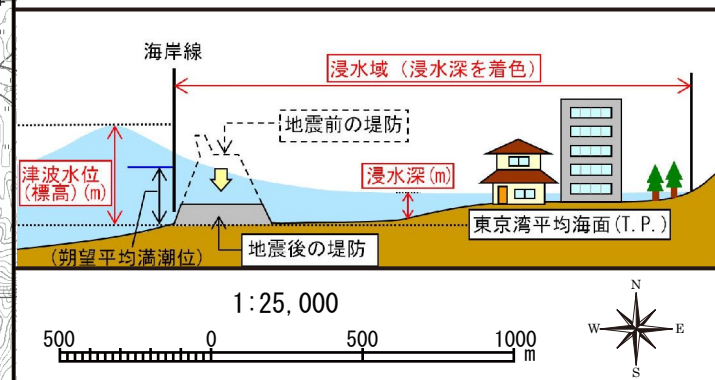 海岸線
浸水域（浸水深を着色）
地震前の堤防
津波水位
(標高)(m)
浸水深(m)
東京湾平均海面(T.P.)
(朔望平均満潮位)
地震後の堤防
1:25,000
500 0 500 1000
m
N
W E
S